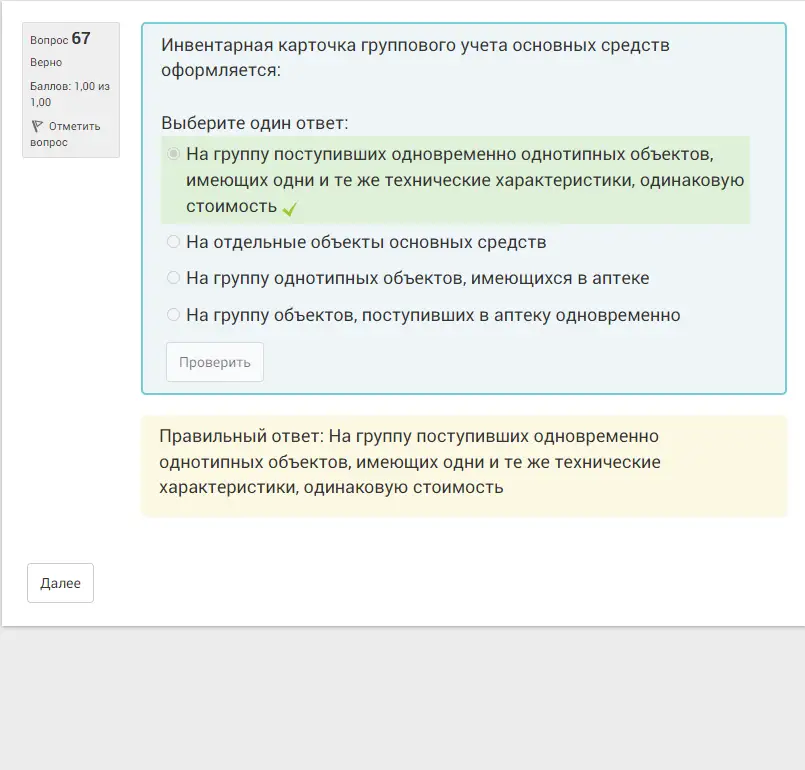 Вопрос 67
Верно
Баллов: 1,00 из
1,00
Отметить
вопрос
Инвентарная карточка группового учета основных средств
оформляется:
Выберите один ответ:
На группу поступивших одновременно однотипных объектов,
имеющих одни и те же технические характеристики, одинаковую
стоимость
На отдельные объекты основных средств
На группу однотипных объектов, имеющихся в аптеке
На группу объектов, поступивших в аптеку одновременно
Проверить
Правильный ответ: На группу поступивших одновременно
однотипных объектов, имеющих одни и те же технические
характеристики, одинаковую стоимость
Далее